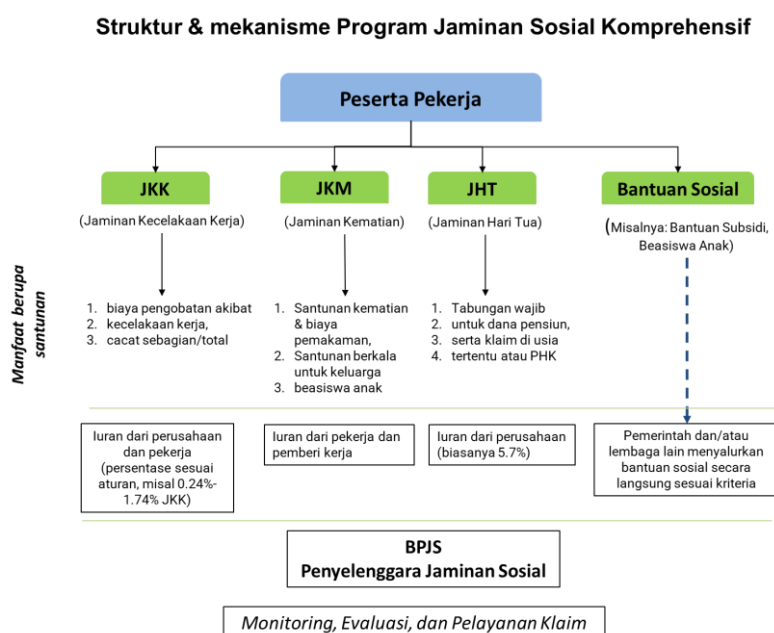 Struktur & mekanisme Program Jaminan Sosial Komprehensif
Peserta Pekerja
JKK
(Jaminan Kecelakaan Kerja)
JKM
(Jaminan Kematian)
JHT
(Jaminan Hari Tua)
Bantuan Sosial
(Misalnya: Bantuan Subsidi,
Beasiswa Anak)
Manfaat berupa
santunan
1. biaya pengobatan akibat
2. kecelakaan kerja,
3. cacat sebagian/total
1. Santunan kematian
& biaya
pemakaman,
2. Santunan berkala
untuk keluarga
3. beasiswa anak
1. Tabungan wajib
2. untuk dana pensiun,
3. serta klaim di usia
4. tertentu atau PHK
Iuran dari perusahaan
dan pekerja
(persentase sesuai
aturan, misal 0.24%-
1.74% JKK)
Iuran dari pekerja dan
pemberi kerja
Iuran dari perusahaan
(biasanya 5.7%)
Pemerintah dan/atau
lembaga lain menyalurkan
bantuan sosial secara
langsung sesuai kriteria
BPJS
Penyelenggara Jaminan Sosial
Monitoring, Evaluasi, dan Pelayanan Klaim